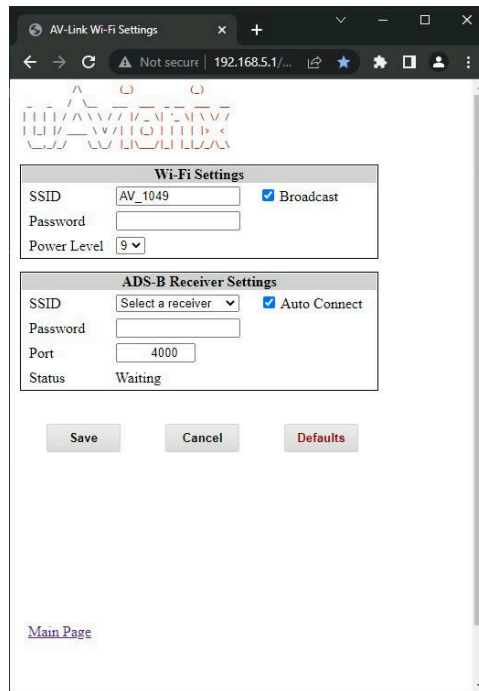 AV-Link Wi-Fi Settings
Not secure 192.168.5.1/...
Wi-Fi Settings
SSID AV_1049 Broadcast
Password
Power Level 9
ADS-B Receiver Settings
SSID Select a receiver Auto Connect
Password
Port 4000
Status Waiting
Save Cancel Defaults
Main Page